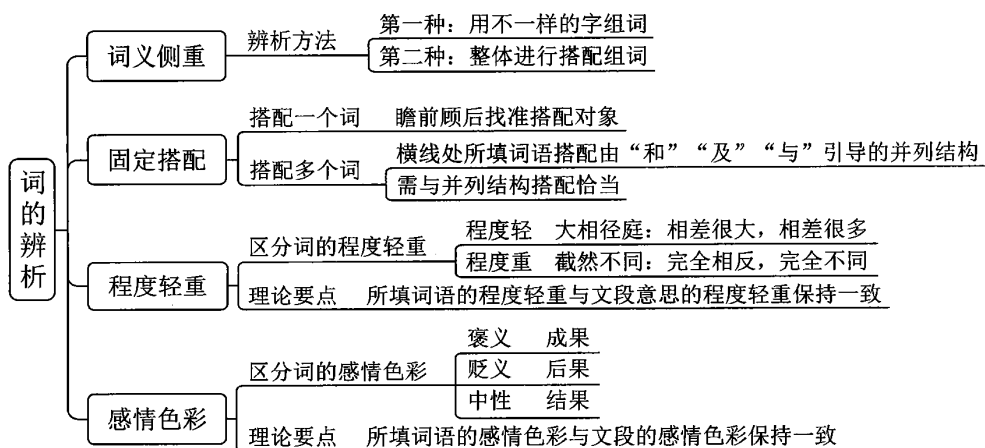 词的辨析
词义侧重
辨析方法
第一种：用不一样的字组词
第二种：整体进行搭配组词
固定搭配
搭配一个词 瞻前顾后找准搭配对象
搭配多个词
横线处所填词语搭配由“和”“及”“与”引导的并列结构
需与并列结构搭配恰当
程度轻重
区分词的程度轻重
程度轻 大相径庭：相差很大，相差很多
程度重 截然不同：完全相反，完全不同
理论要点 所填词语的程度轻重与文段意思的程度轻重保持一致
感情色彩
区分词的感情色彩
褒义 成果
贬义 后果
中性 结果
理论要点 所填词语的感情色彩与文段的感情色彩保持一致